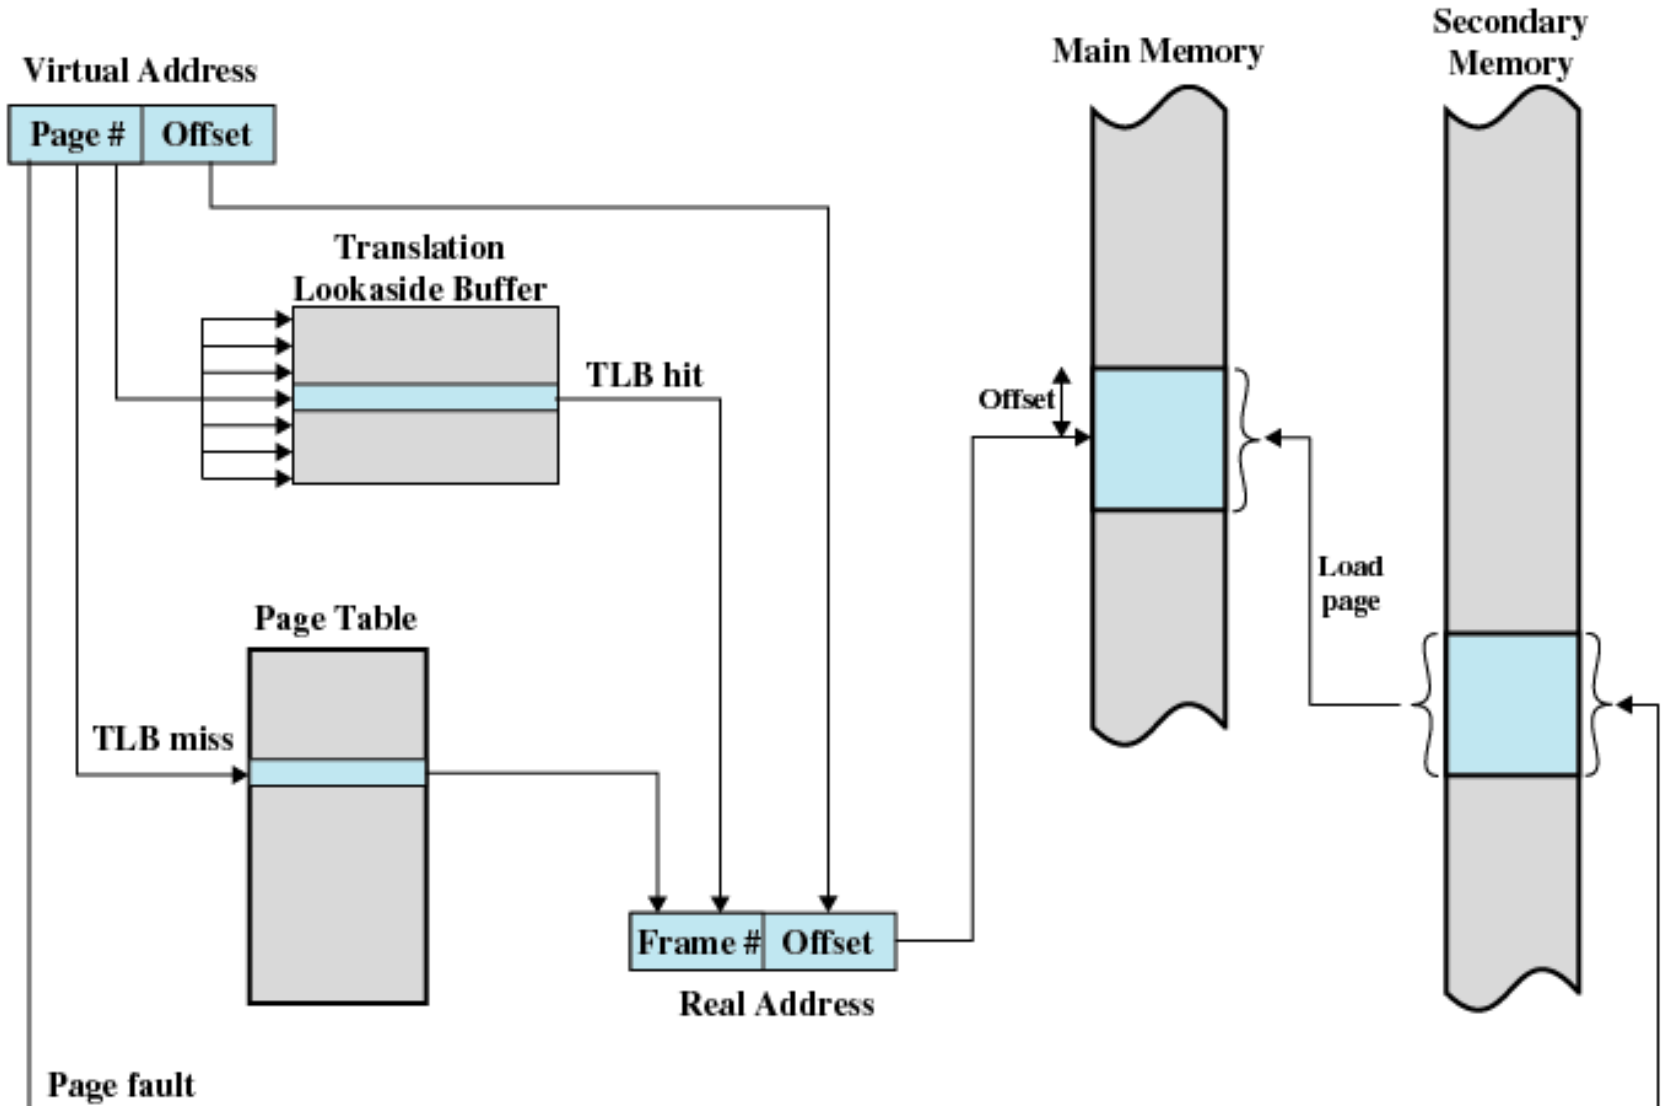 Secondary
Memory
Main Memory
Virtual Address
Page #
Offset
Translation
Lookaside Buffer
TLB hit
Offset
Load
page
Page Table
TLB miss
Frame #
Offset
Real Address
Page fault